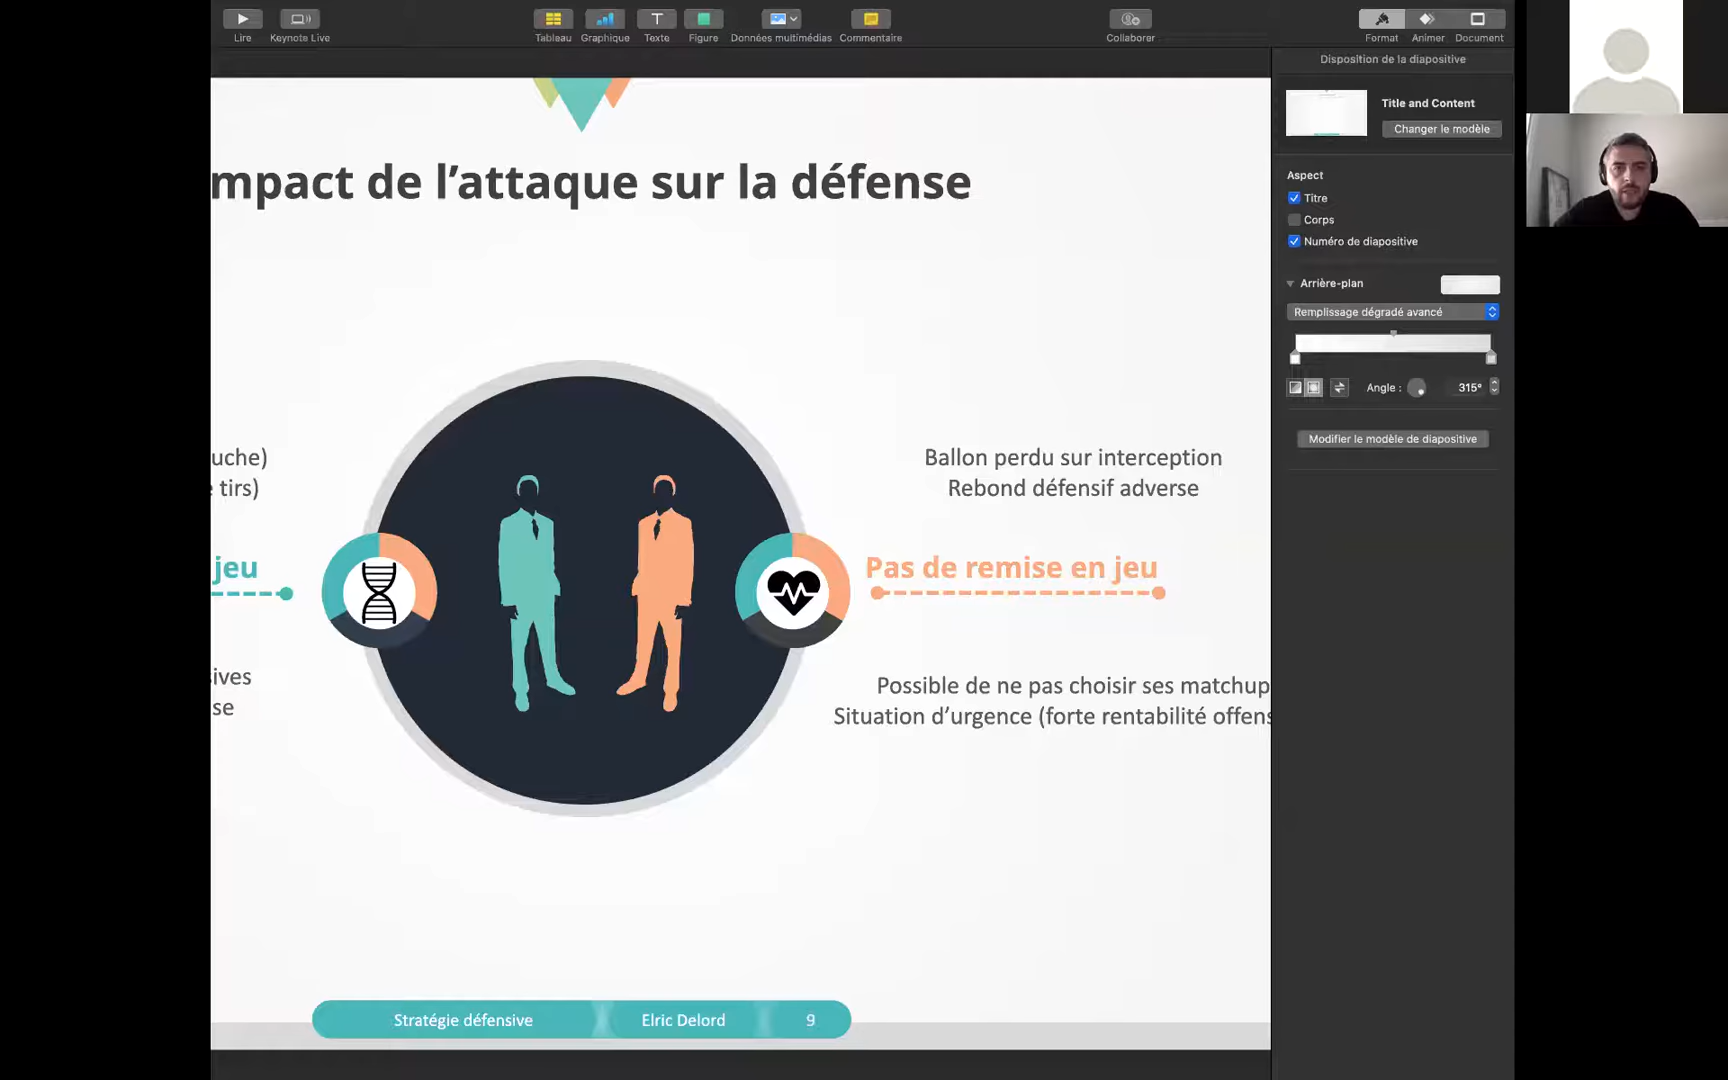 Lire
Keynote Live
Tableau
Graphique
Texte
Figure
Données multimédias
Commentaire
Collaborer
Format
Animer
Document
mpact de l’attaque sur la défense
uche)
tirs)
jeu
sives
se
Ballon perdu sur interception
Rebond défensif adverse
Pas de remise en jeu
Possible de ne pas choisir ses matchup
Situation d’urgence (forte rentabilité offens
Stratégie défensive
Elric Delord
9
Disposition de la diapositive
Title and Content
Changer le modèle
Aspect
Titre
Corps
Numéro de diapositive
Arrière-plan
Remplissage dégradé avancé
Angle : 315°
Modifier le modèle de diapositive